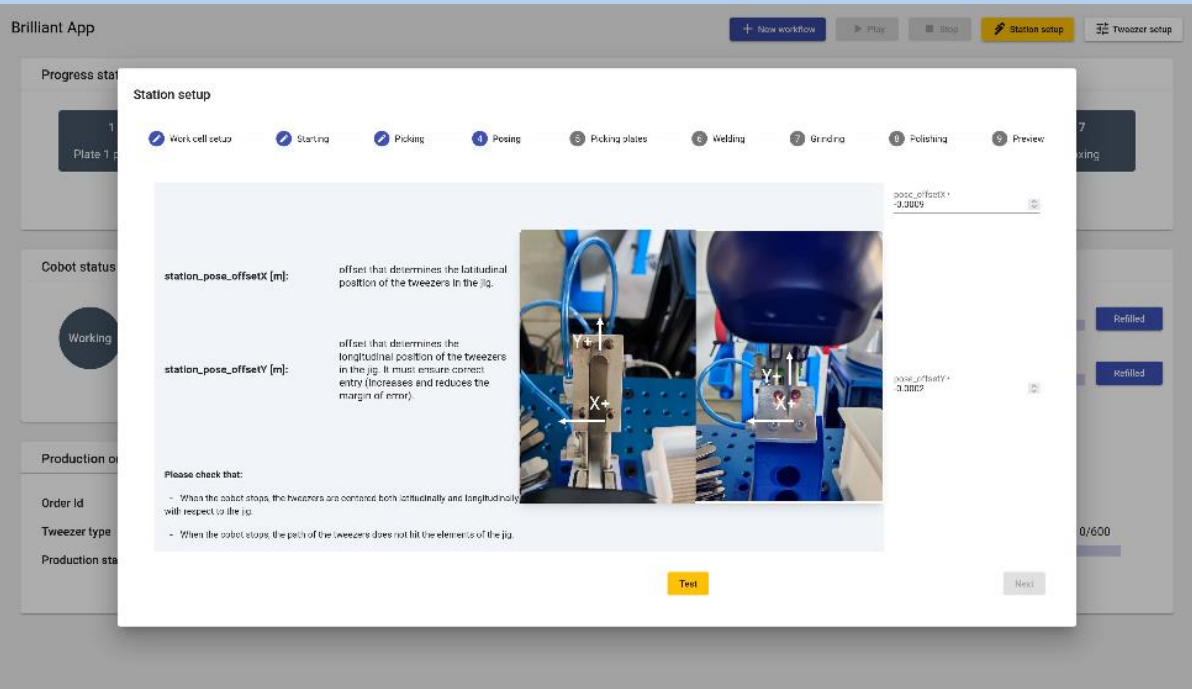 Brilliant App
+ New workflow
Play
Stop
Station setup
Tweezer setup
Progress stat
1
Plate 1 p
7
xing
Station setup
Work cell setup
Starting
Picking
4 Posing
5 Picking plates
6 Welding
7 Grinding
8 Polishing
9 Preview
station_pose_offsetX [m]:
offset that determines the latitudinal
position of the tweezers in the jig.
station_pose_offsetY [m]:
offset that determines the
longitudinal position of the tweezers
in the jig. It must ensure correct
entry (increases and reduces the
margin of error).
Y+
X+
Y+
X+
pose_offsetX *
-0.0009
pose_offsetY *
-0.0002
Please check that:
- When the cobot stops, the tweezers are centered both latitudinally and longitudinally
with respect to the jig.
- When the cobot stops, the path of the tweezers does not hit the elements of the jig.
Test
Next
Cobot status
Working
Refilled
Refilled
Production or
Order Id
Tweezer type
0/600
Production sta